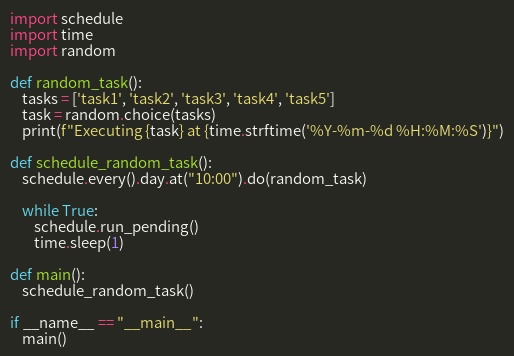 import schedule
import time
import random

def random_task():
    tasks = ['task1', 'task2', 'task3', 'task4', 'task5']
    task = random.choice(tasks)
    print(f"Executing {task} at {time.strftime('%Y-%m-%d %H:%M:%S')}")

def schedule_random_task():
    schedule.every().day.at("10:00").do(random_task)

    while True:
        schedule.run_pending()
        time.sleep(1)

def main():
    schedule_random_task()

if __name__ == "__main__":
    main()